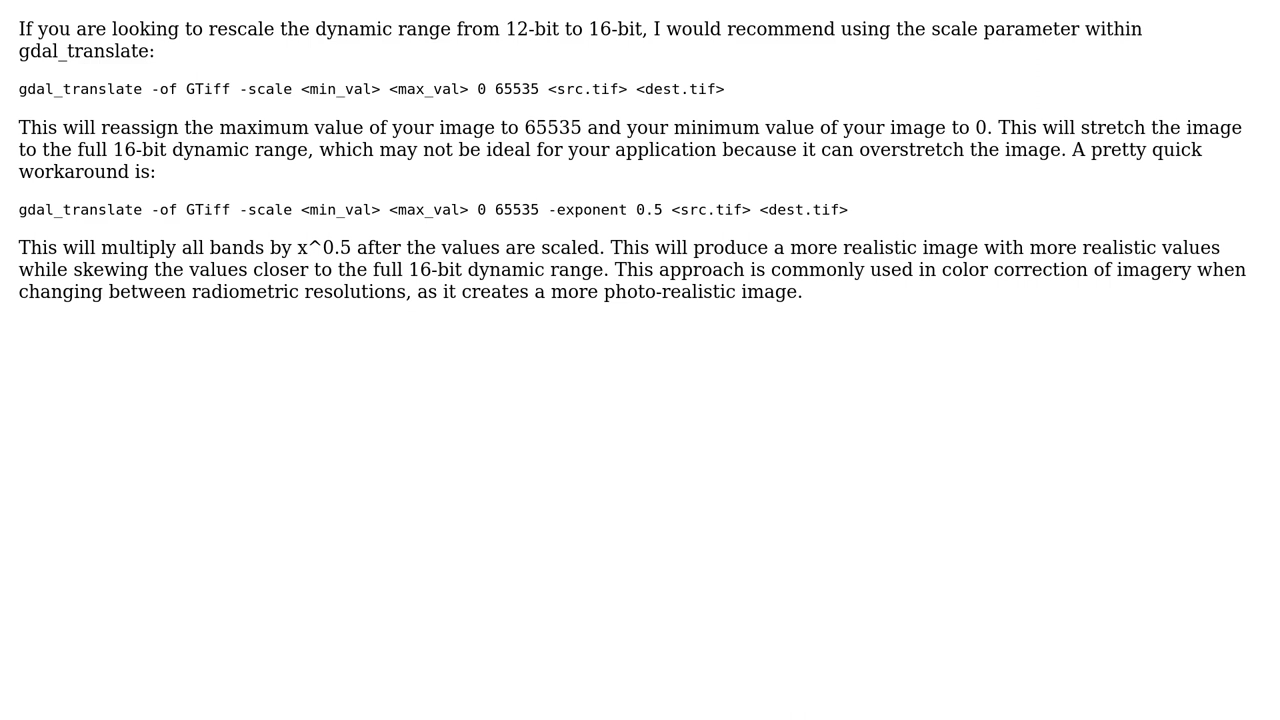 If you are looking to rescale the dynamic range from 12-bit to 16-bit, I would recommend using the scale parameter within
gdal_translate:
gdal_translate -of GTiff -scale <min_val> <max_val> 0 65535 <src.tif> <dest.tif>
This will reassign the maximum value of your image to 65535 and your minimum value of your image to 0. This will stretch the image
to the full 16-bit dynamic range, which may not be ideal for your application because it can overstretch the image. A pretty quick
workaround is:
gdal_translate -of GTiff -scale <min_val> <max_val> 0 65535 -exponent 0.5 <src.tif> <dest.tif>
This will multiply all bands by x^0.5 after the values are scaled. This will produce a more realistic image with more realistic values
while skewing the values closer to the full 16-bit dynamic range. This approach is commonly used in color correction of imagery when
changing between radiometric resolutions, as it creates a more photo-realistic image.